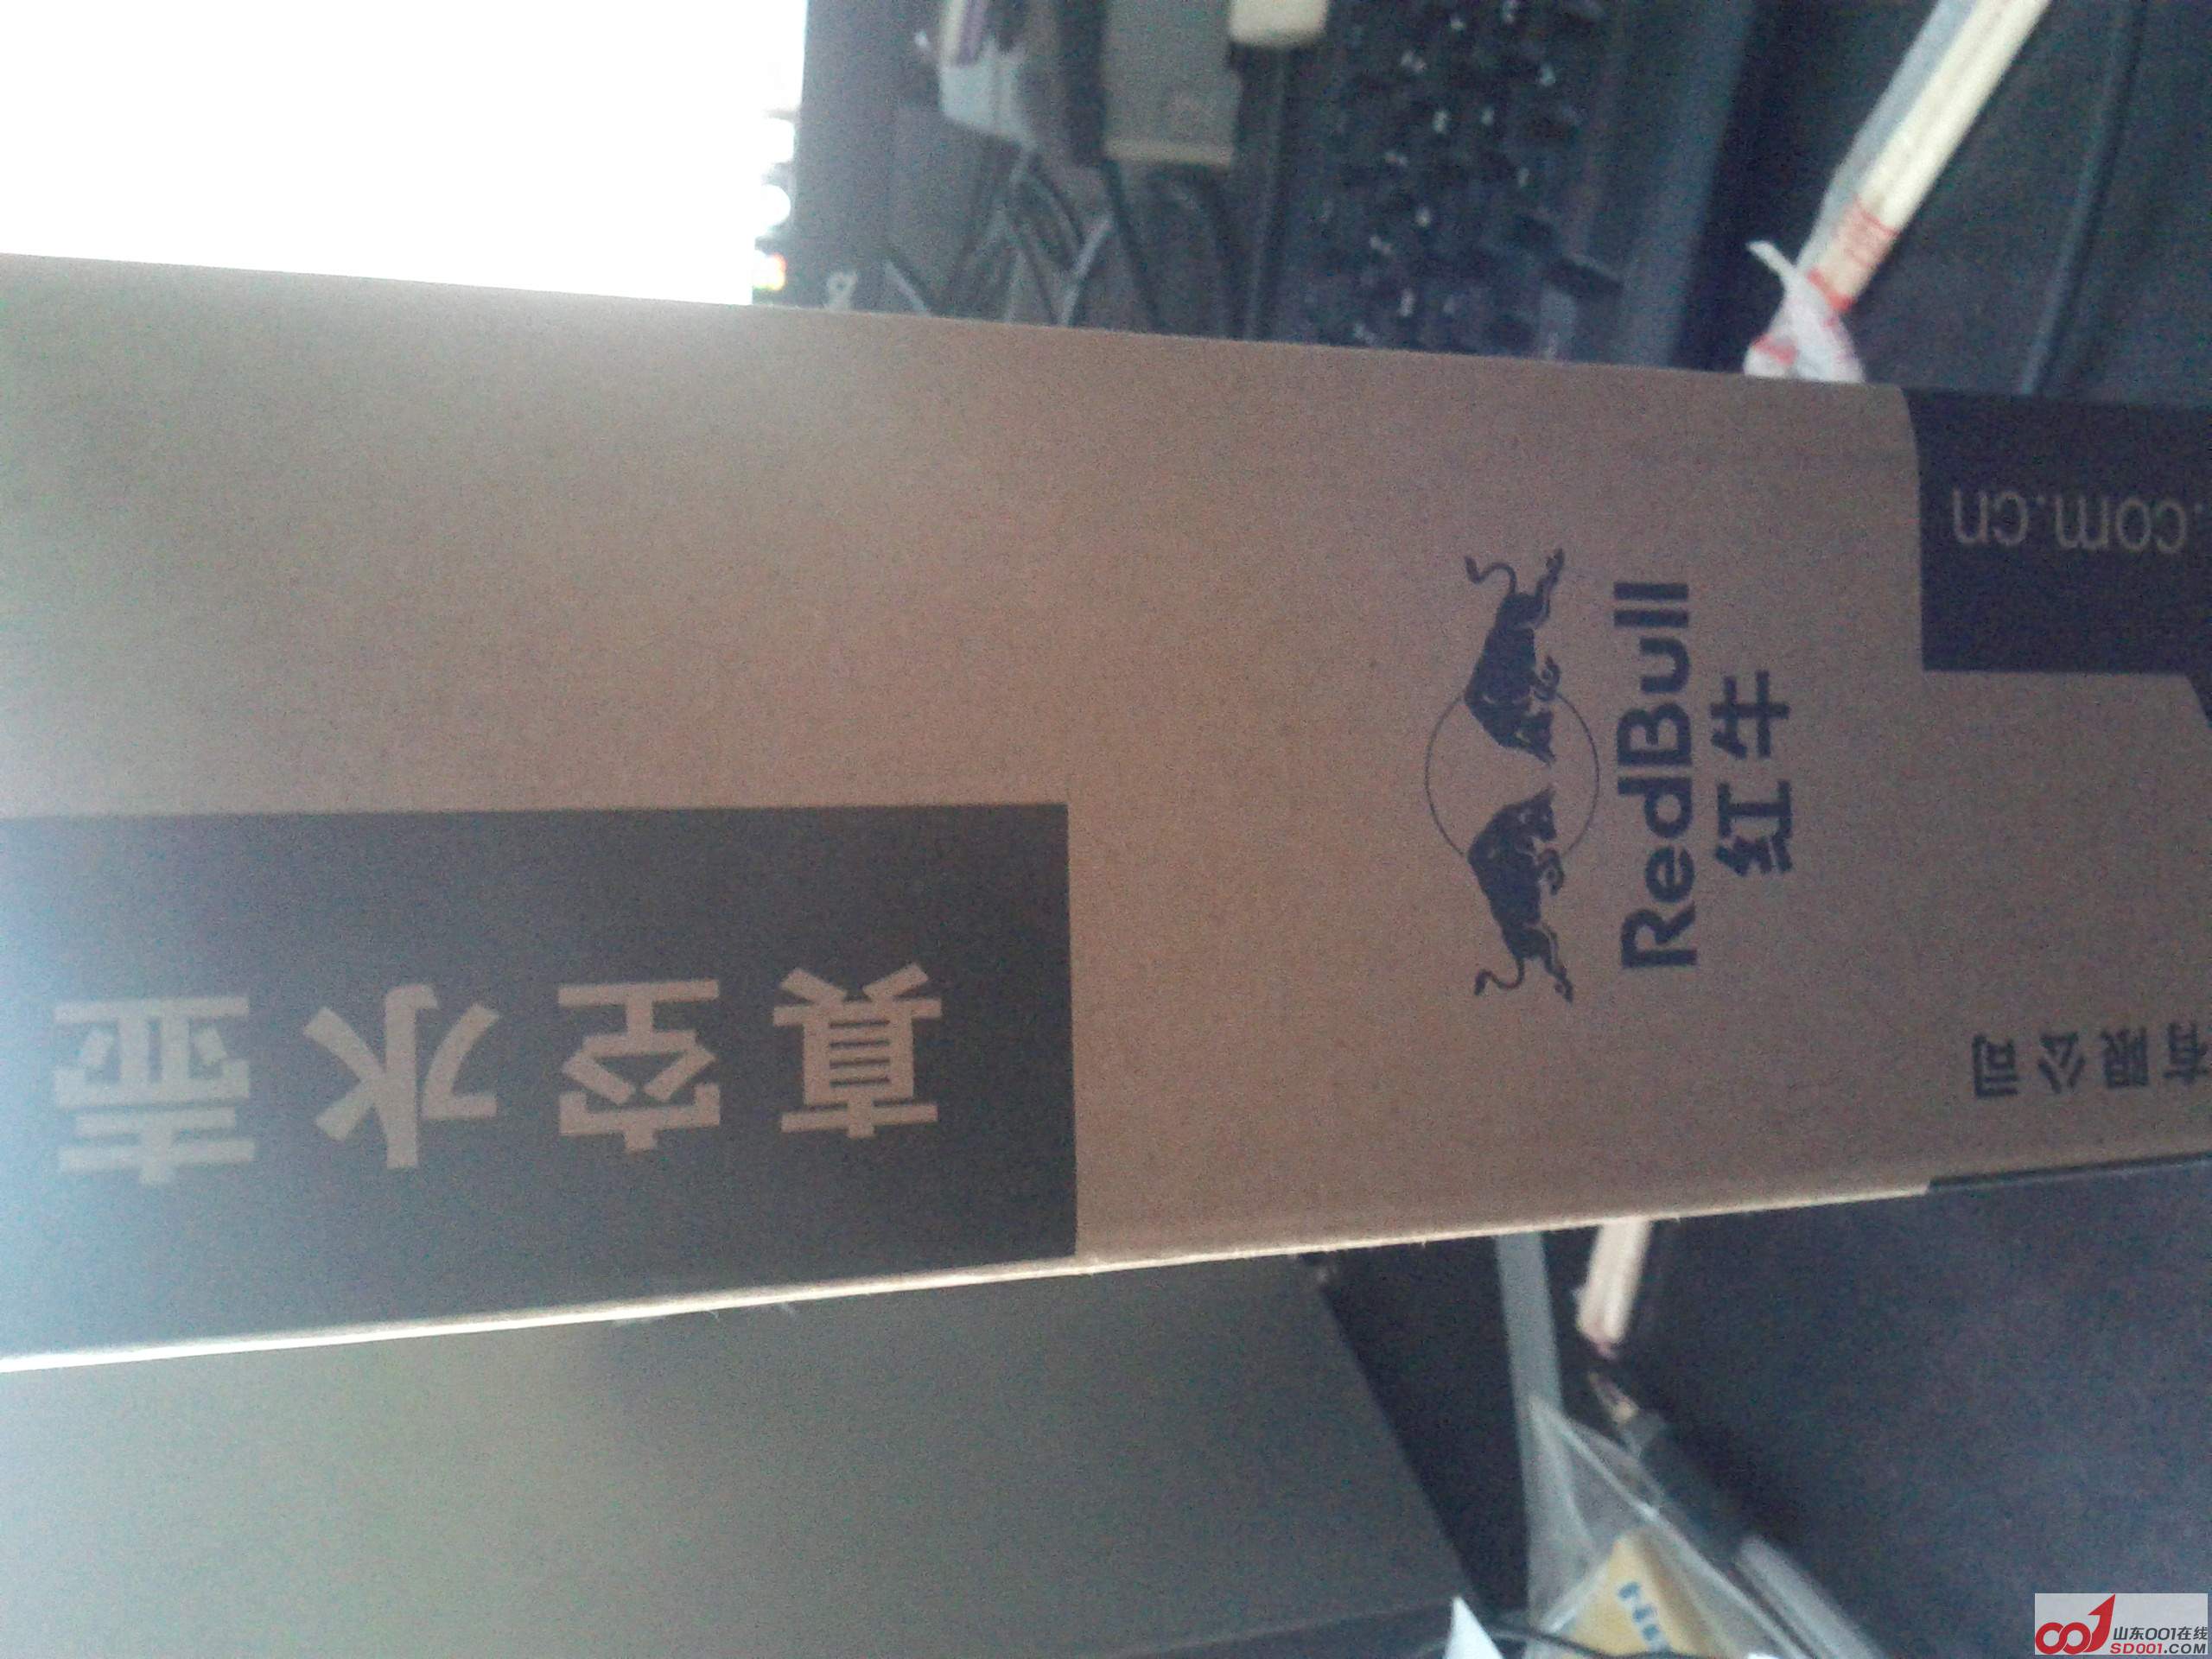 真空水壶
RedBull
红牛
.com.cn
有限公司
山东001在线
SD001.COM